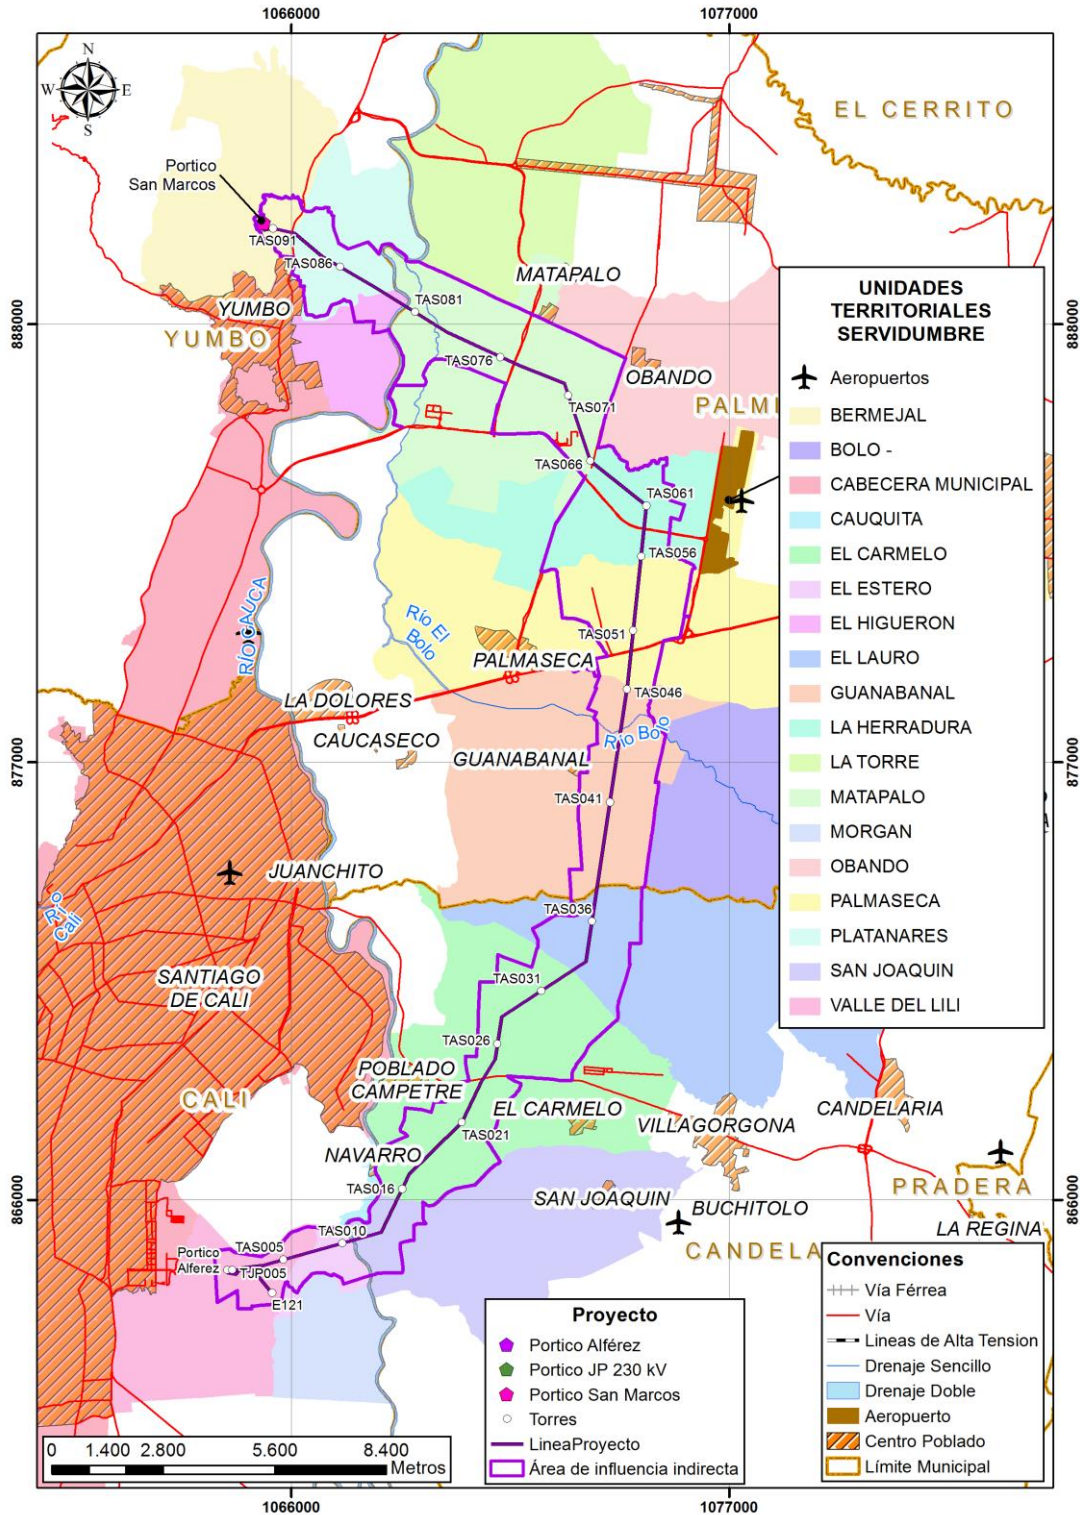 1066000
1077000
N
W E
S
EL CERRITO
Portico
San Marcos
TAS091
TAS086
MATAPALO
TAS081
YUMBO
YUMBO
888000
888000
TAS076
OBANDO
TAS071
PALMI
TAS066
TAS061
TAS056
RÍO CAUCA
Río El
Bolo
TAS051
PALMASECA
TAS046
LA DOLORES
CAUCASECO
Río Bolo
GUANABANAL
877000
877000
TAS041
JUANCHITO
TAS036
Cali
SANTIAGO
DE CALI
TAS031
TAS026
POBLADO
CAMPETRE
CALI
EL CARMELO
CANDELARIA
VILLAGORGONA
TAS021
NAVARRO
TAS016
SAN JOAQUIN
BUCHITOLO
PRADERA
LA REGINA
866000
866000
TAS010
CANDELA
TAS005
Portico
Alferez
TJP005
E121
UNIDADES
TERRITORIALES
SERVIDUMBRE
Aeropuertos
BERMEJAL
BOLO -
CABECERA MUNICIPAL
CAUQUITA
EL CARMELO
EL ESTERO
EL HIGUERON
EL LAURO
GUANABANAL
LA HERRADURA
LA TORRE
MATAPALO
MORGAN
OBANDO
PALMASECA
PLATANARES
SAN JOAQUIN
VALLE DEL LILI
Proyecto
Portico Alférez
Portico JP 230 kV
Portico San Marcos
Torres
LineaProyecto
Área de influencia indirecta
Convenciones
Vía Férrea
Vía
Lineas de Alta Tension
Drenaje Sencillo
Drenaje Doble
Aeropuerto
Centro Poblado
Límite Municipal
0 1.400 2.800 5.600 8.400
Metros
1066000
1077000